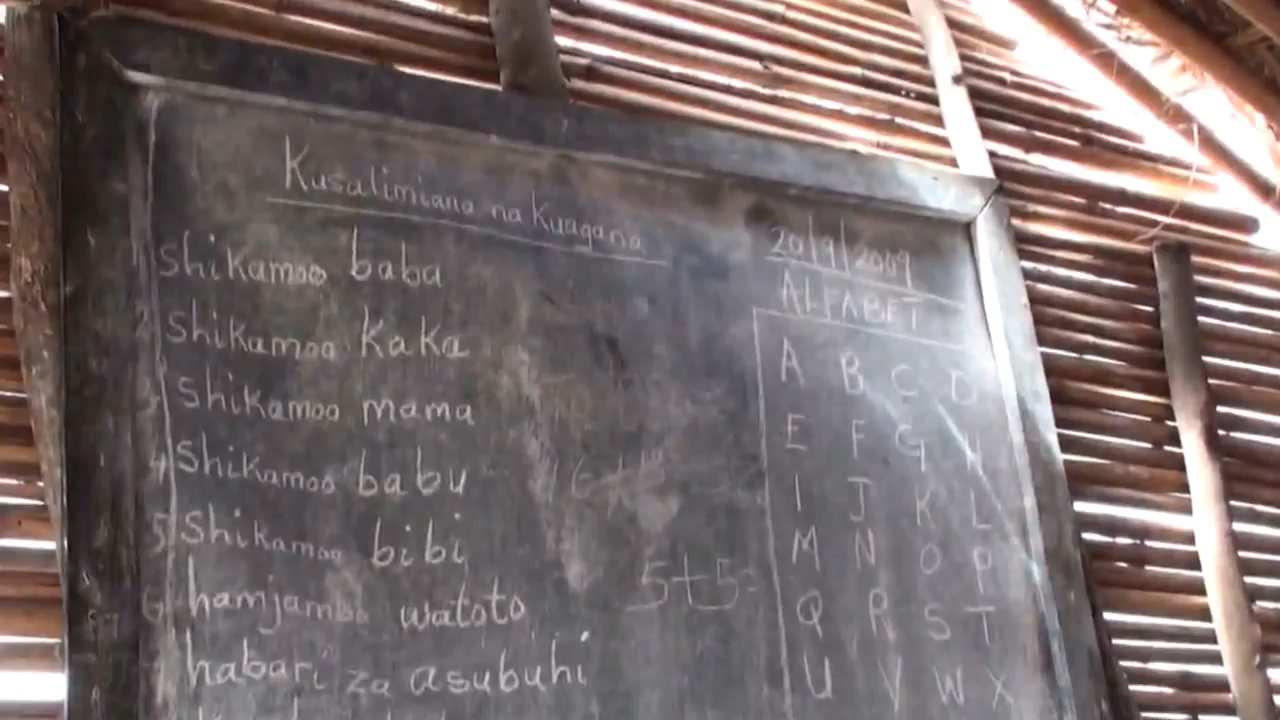 Kusalimiana na Kuagana
1 Shikamoo baba
2 Shikamoo Kaka
3 Shikamoo mama
4 Shikamoo babu
5 Shikamoo bibi
6 hamjambo watoto
habari za asubuhi
5+5=
20/9/2009
ALFABET
A B C D
E F G H
I J K L
M N O P
Q R S T
U V W X